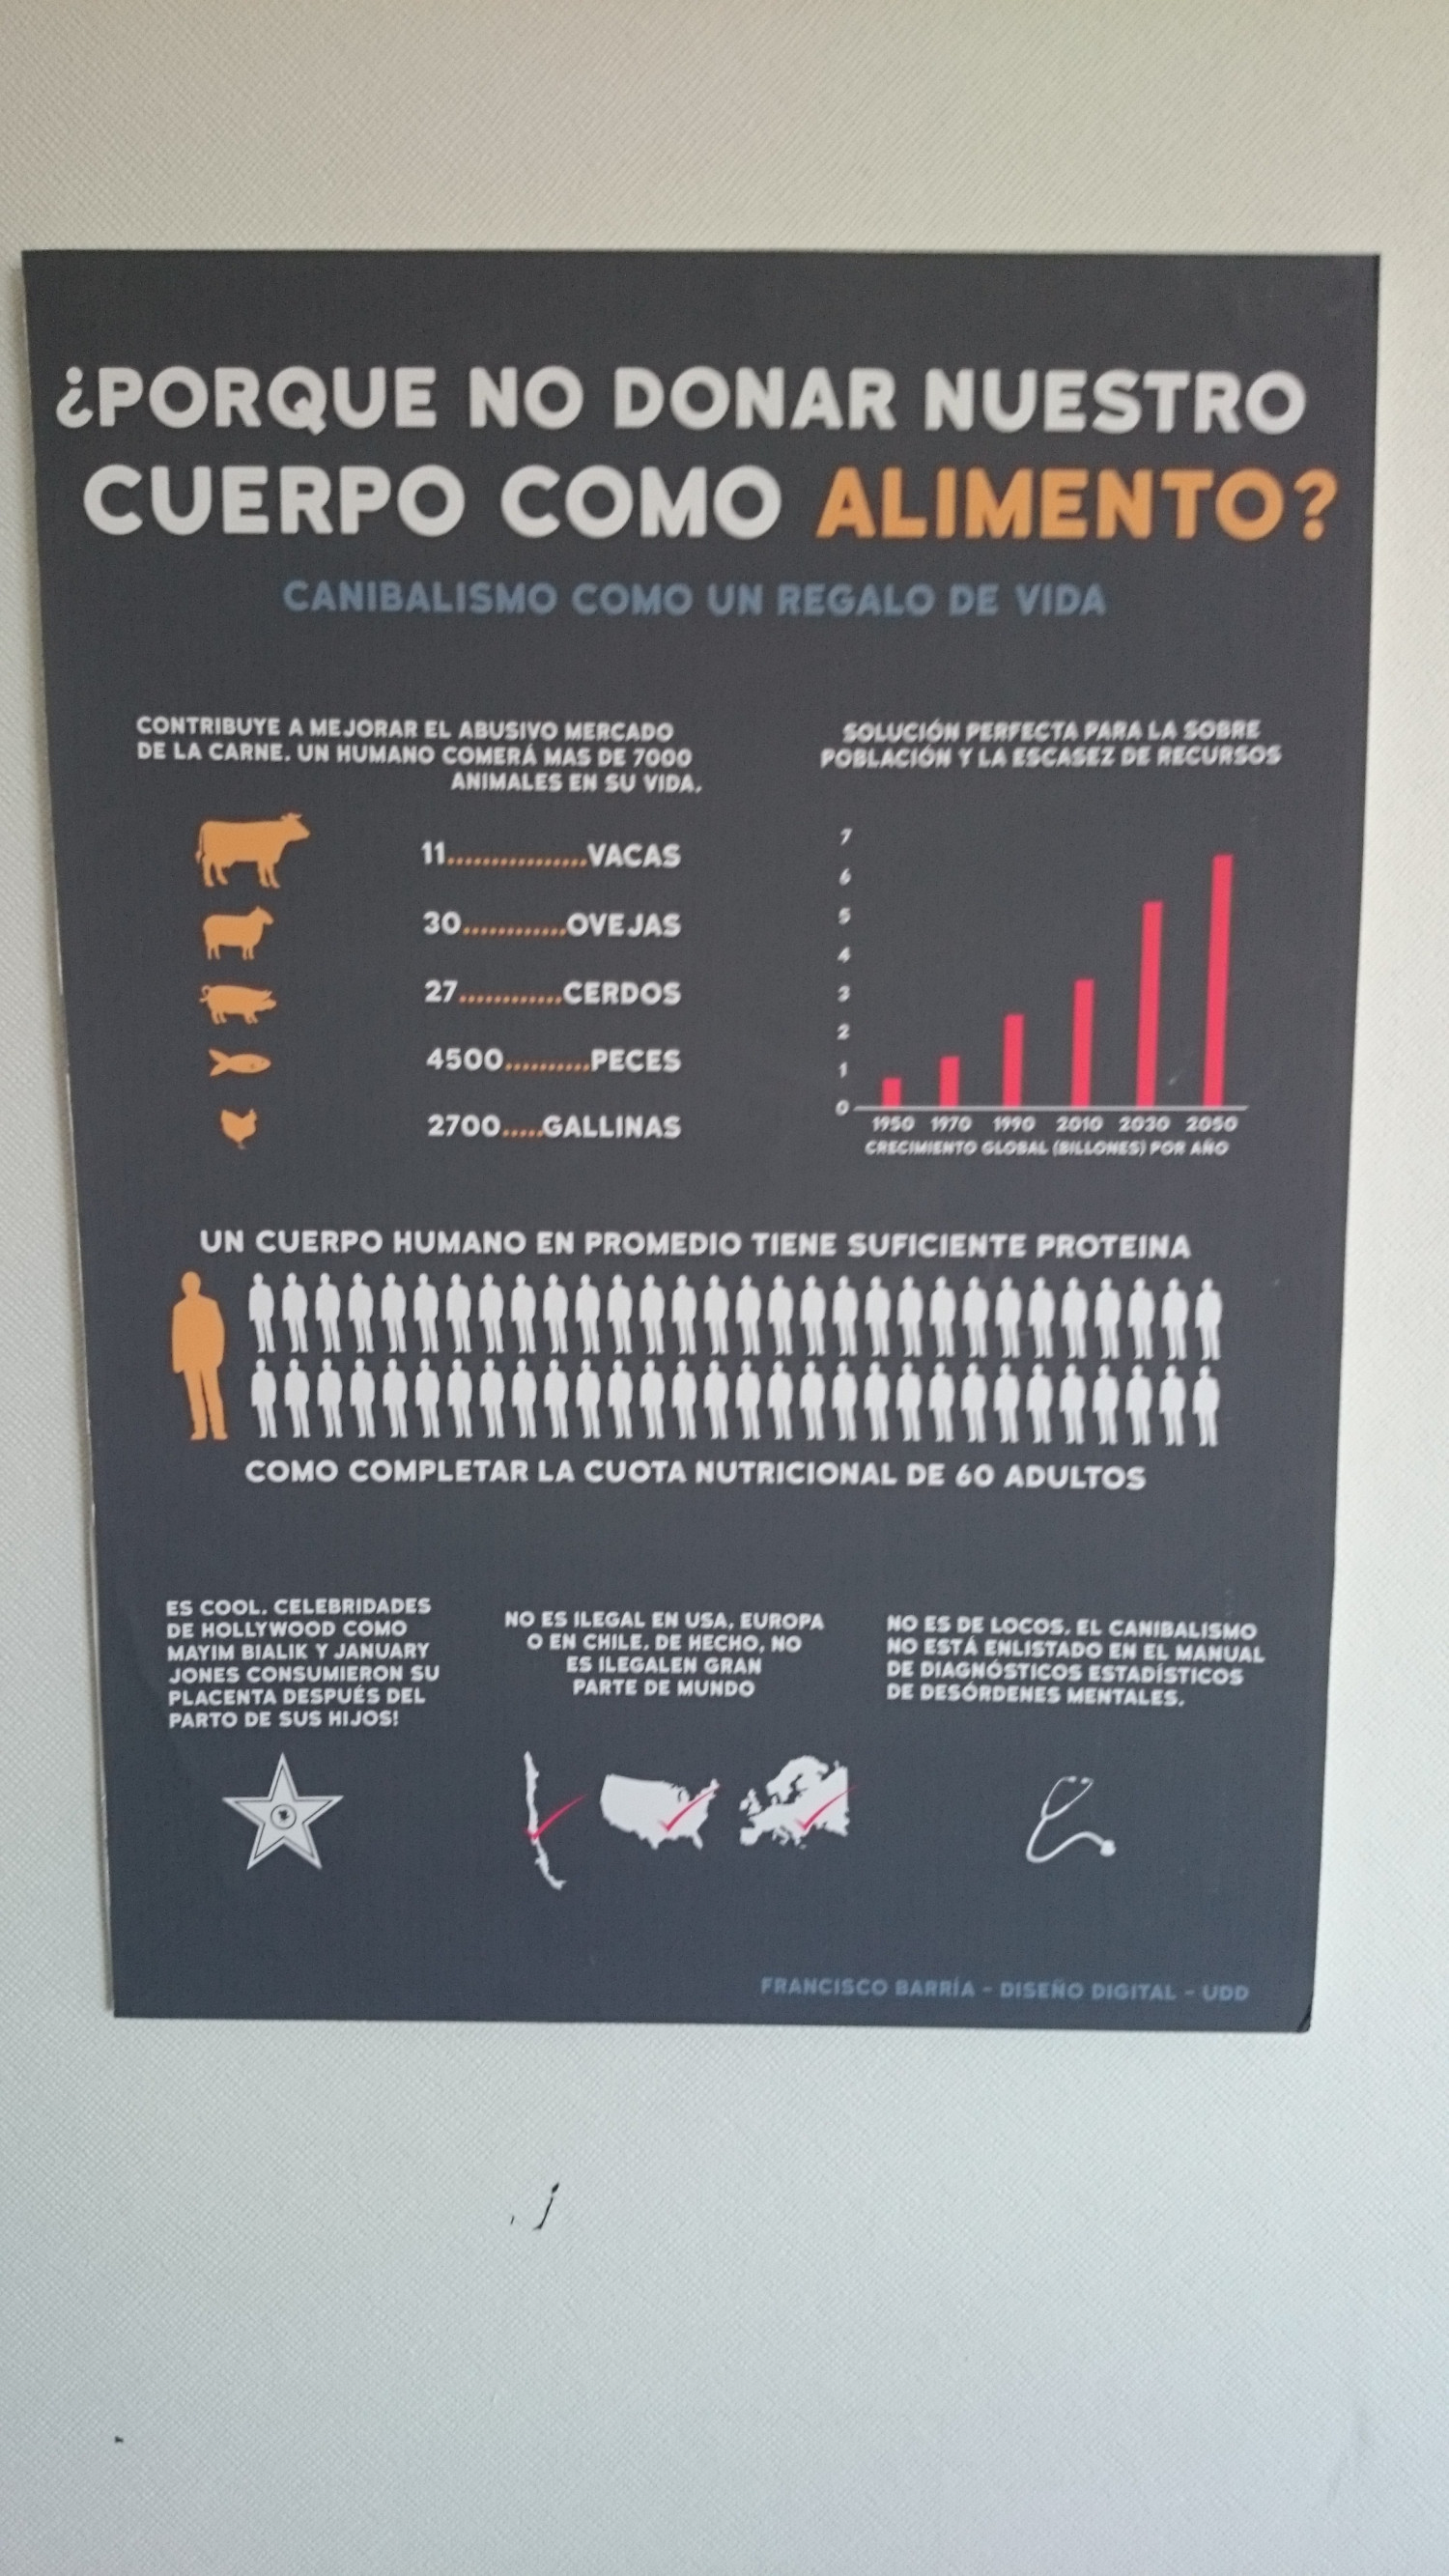 ¿PORQUE NO DONAR NUESTRO
CUERPO COMO ALIMENTO?
CANIBALISMO COMO UN REGALO DE VIDA
CONTRIBUYE A MEJORAR EL ABUSIVO MERCADO
DE LA CARNE. UN HUMANO COMERÁ MAS DE 7000
ANIMALES EN SU VIDA.
11................VACAS
30............OVEJAS
27............CERDOS
4500..........PECES
2700.....GALLINAS
SOLUCIÓN PERFECTA PARA LA SOBRE
POBLACIÓN Y LA ESCASEZ DE RECURSOS
7
6
5
4
3
2
1
0
1950 1970 1990 2010 2030 2050
CRECIMIENTO GLOBAL (BILLONES) POR AÑO
UN CUERPO HUMANO EN PROMEDIO TIENE SUFICIENTE PROTEINA
COMO COMPLETAR LA CUOTA NUTRICIONAL DE 60 ADULTOS
ES COOL. CELEBRIDADES
DE HOLLYWOOD COMO
MAYIM BIALIK Y JANUARY
JONES CONSUMIERON SU
PLACENTA DESPUÉS DEL
PARTO DE SUS HIJOS!
NO ES ILEGAL EN USA, EUROPA
O EN CHILE. DE HECHO, NO
ES ILEGALEN GRAN
PARTE DE MUNDO
NO ES DE LOCOS. EL CANIBALISMO
NO ESTÁ ENLISTADO EN EL MANUAL
DE DIAGNÓSTICOS ESTADÍSTICOS
DE DESÓRDENES MENTALES.
FRANCISCO BARRÍA - DISEÑO DIGITAL - UDD